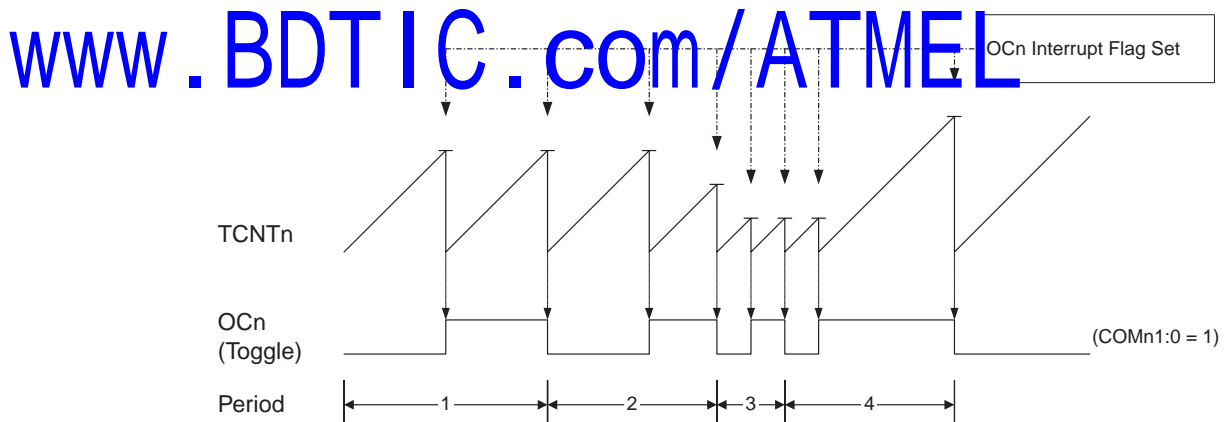 www.BDTIC.com/ATMEL
OCn Interrupt Flag Set
TCNTn
OCn
(Toggle)
(COMn1:0 = 1)
Period
1
2
3
4